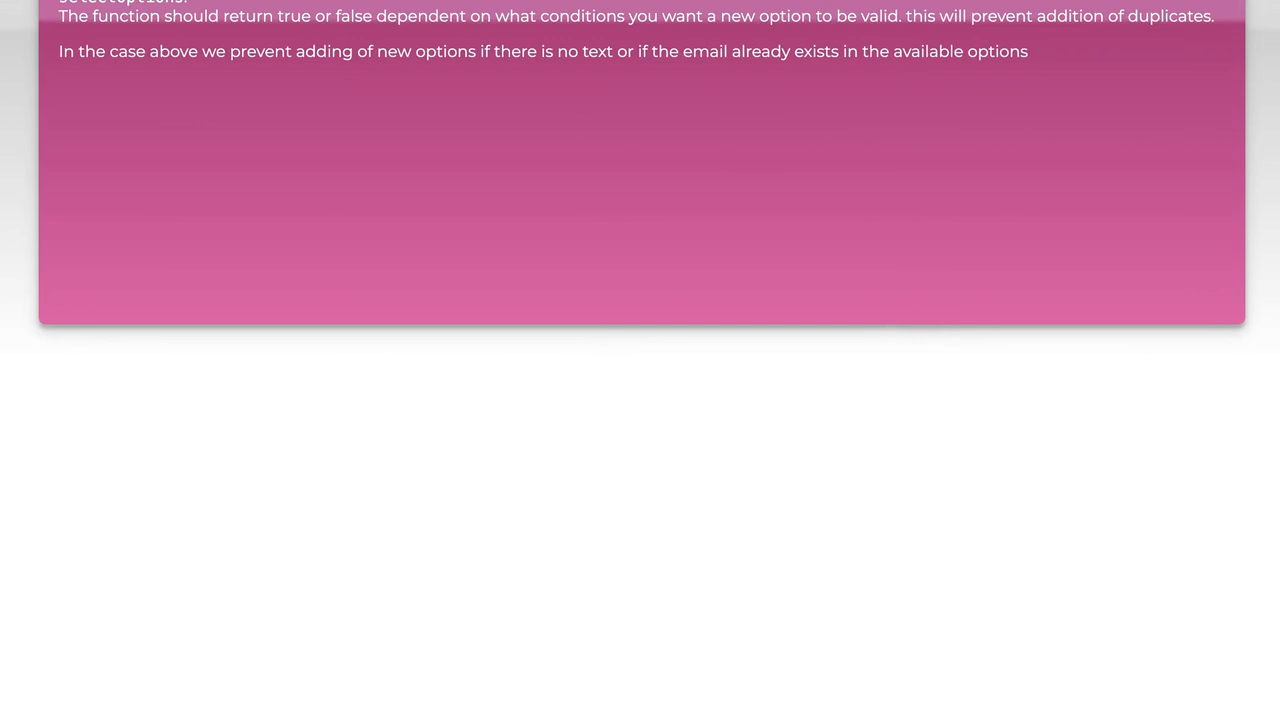 The function should return true or false dependent on what conditions you want a new option to be valid. this will prevent addition of duplicates.
In the case above we prevent adding of new options if there is no text or if the email already exists in the available options